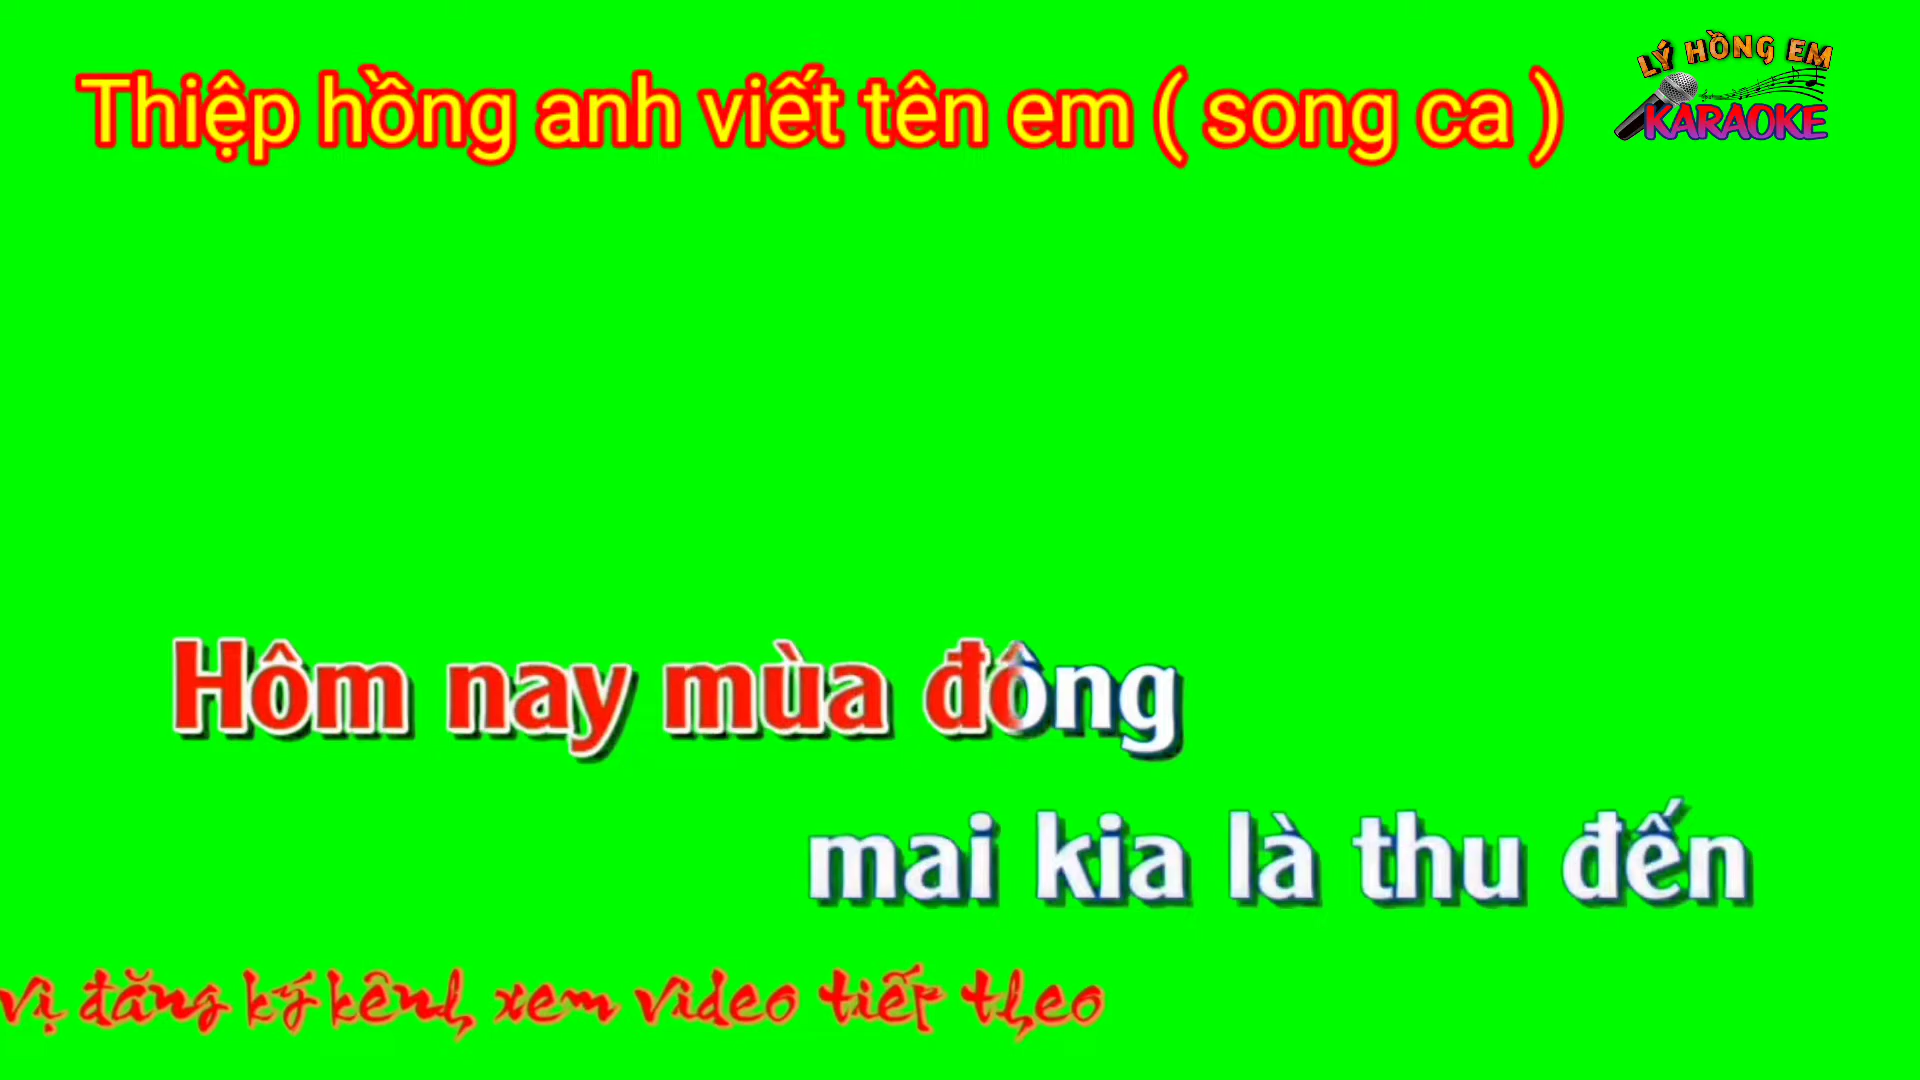 Thiệp hồng anh viết tên em ( song ca )
LÝ HỒNG EM
KARAOKE
Hôm nay mùa đông
mai kia là thu đến
vị đăng ký kênh, xem video tiếp theo